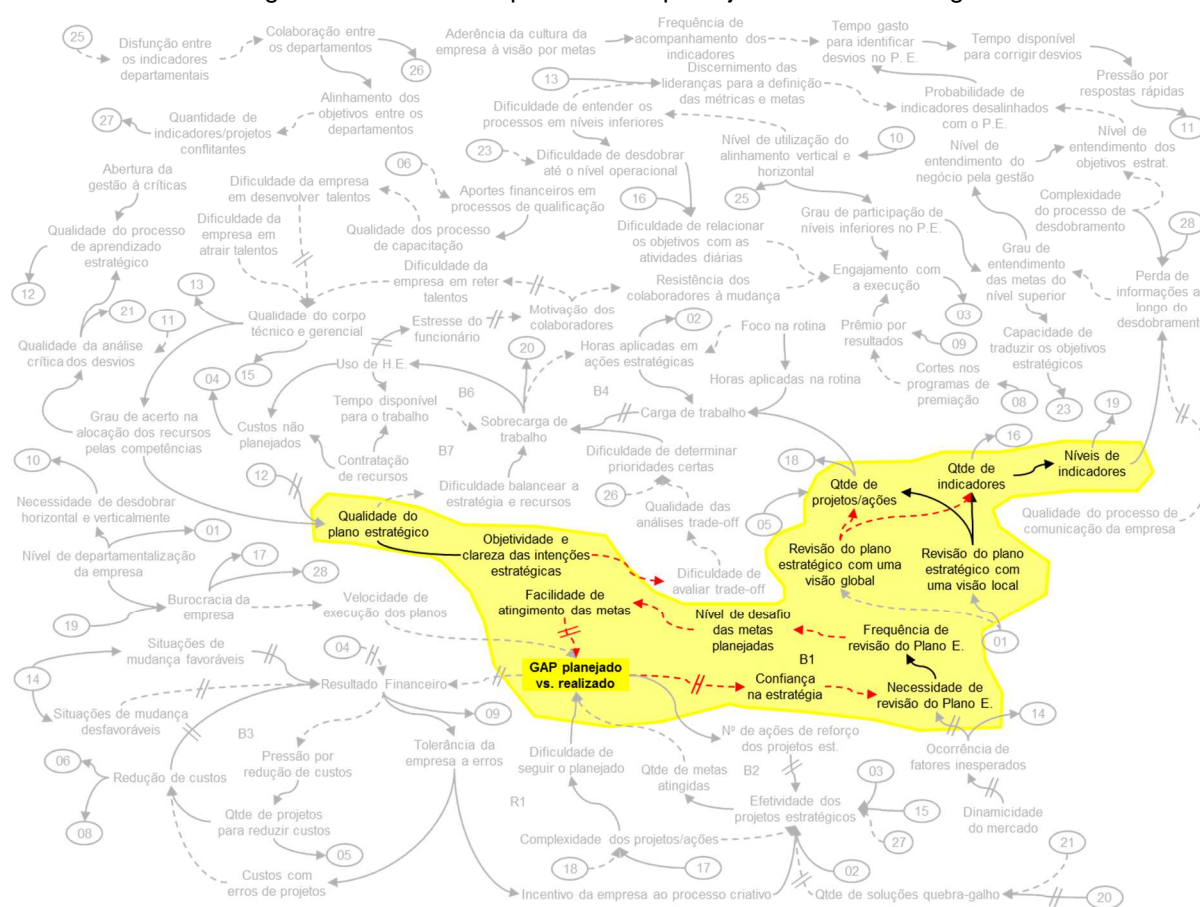 25
Disfunção entre
os indicadores
departamentais
Colaboração entre
os departamentos
26
Aderência da cultura da
empresa à visão por metas
Frequência de
acompanhamento dos
indicadores
Tempo gasto
para identificar
desvios no P. E.
Tempo disponível
para corrigir desvios
Pressão por
respostas rápidas
11
13
Discernimento das
lideranças para a definição
das métricas e metas
Probabilidade de
indicadores desalinhados
com o P.E.
27
Quantidade de
indicadores/projetos
conflitantes
Alinhamento dos
objetivos entre os
departamentos
Dificuldade de entender os
processos em níveis inferiores
Nível de utilização do
alinhamento vertical e
horizontal
10
Nível de
entendimento do
negócio pela gestão
Nível de
entendimento dos
objetivos estrat.
Abertura da
gestão à críticas
Dificuldade da empresa
em desenvolver talentos
06
23
Dificuldade de desdobrar
até o nível operacional
Aportes financeiros em
processos de qualificação
16
25
Complexidade
do processo de
desdobramento
28
Qualidade do processo
de aprendizado
estratégico
12
Dificuldade da
empresa em
atrair talentos
Qualidade dos processo
de capacitação
Dificuldade de relacionar
os objetivos com as
atividades diárias
Grau de participação de
níveis inferiores no P.E.
Grau de
entendimento
das metas do
nível superior
Perda de
informações a
longo do
desdobrament
13
Dificuldade da
empresa em reter
talentos
Resistência dos
colaboradores à mudança
Engajamento com
a execução
03
21
11
Qualidade da análise
crítica dos desvios
Qualidade do corpo
técnico e gerencial
15
Estresse do
funcionário
Motivação dos
colaboradores
02
Foco na rotina
Prêmio por
resultados
09
Capacidade de
traduzir os objetivos
estratégicos
23
20
Horas aplicadas em
ações estratégicas
Horas aplicadas na rotina
Cortes nos
programas de
premiação
08
04
Uso de H.E.
B6
B4
Grau de acerto na
alocação dos recursos
pelas competências
Custos não
planejados
Tempo disponível
para o trabalho
Sobrecarga de
trabalho
Carga de trabalho
19
16
10
12
B7
Contratação
de recursos
Dificuldade de determinar
prioridades certas
18
Qtde de
projetos/ações
Qtde de
indicadores
Níveis de
indicadores
Necessidade de desdobrar
horizontal e verticalmente
01
Dificuldade balancear a
estratégia e recursos
26
Qualidade das
análises trade-off
05
Qualidade do processo de
comunicação da empresa
Qualidade do
plano estratégico
Nível de departamentalização
da empresa
17
28
Objetividade e
clareza das intenções
estratégicas
Dificuldade de
avaliar trade-off
Revisão do plano
estratégico com uma
visão global
Revisão do plano
estratégico com
uma visão local
19
Burocracia da
empresa
Velocidade de
execução dos planos
Facilidade de
atingimento das metas
Nível de desafio
das metas
planejadas
Frequência de
revisão do Plano E.
01
Situações de
mudança favoráveis
04
14
Resultado Financeiro
GAP planejado
vs. realizado
B1
Confiança
na estratégia
Necessidade de
revisão do Plano E.
14
Situações de mudança
desfavoráveis
09
B3
Pressão por
redução de custos
Tolerância da
empresa a erros
Dificuldade de
seguir o planejado
Nº de ações de reforço
dos projetos est.
Ocorrência de
fatores inesperados
06
Redução de custos
Qtde de metas
atingidas
B2
03
08
Qtde de projetos
para reduzir custos
R1
Efetividade dos
projetos estratégicos
15
Dinamicidade
do mercado
05
Complexidade dos projetos/ações
27
21
18
17
02
Custos com
erros de projetos
Incentivo da empresa ao processo criativo
Qtde de soluções quebra-galho
20